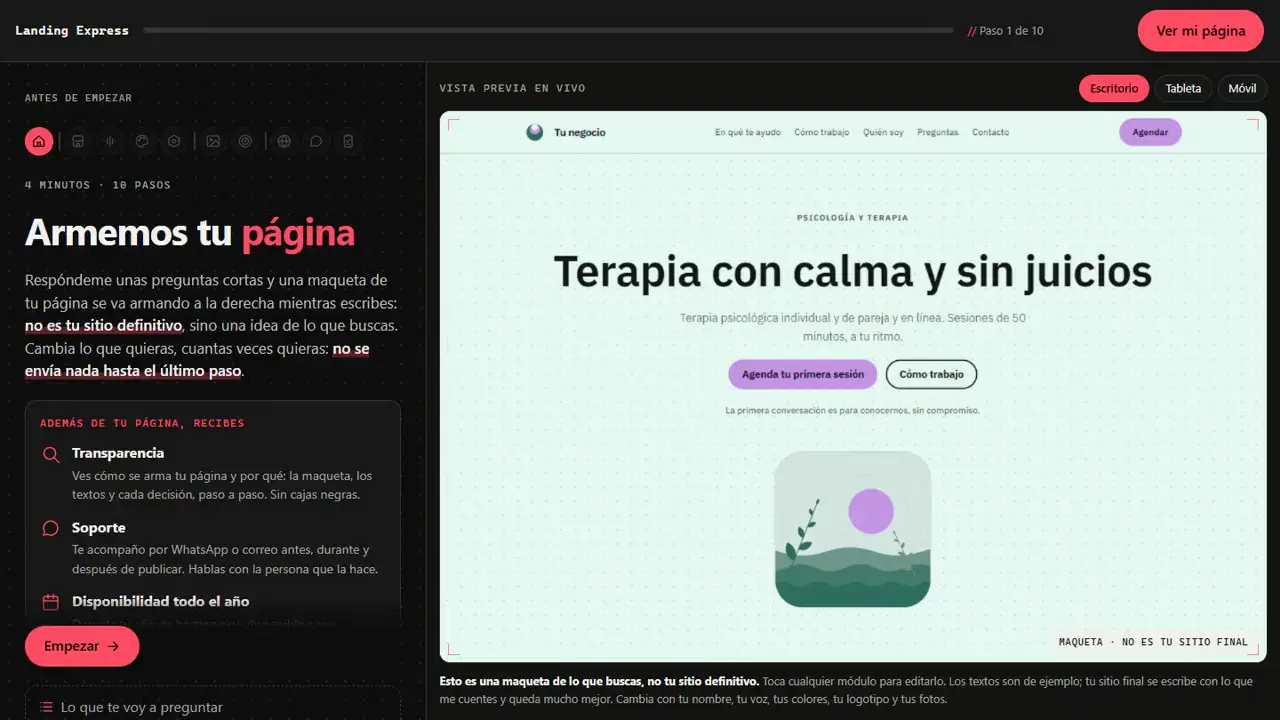 Landing Express
// Paso 1 de 10
Ver mi página
ANTES DE EMPEZAR
4 MINUTOS · 10 PASOS
Armemos tu página
Respóndeme unas preguntas cortas y una maqueta de
tu página se va armando a la derecha mientras escribes:
no es tu sitio definitivo, sino una idea de lo que buscas.
Cambia lo que quieras, cuantas veces quieras: no se
envía nada hasta el último paso.
ADEMÁS DE TU PÁGINA, RECIBES
Transparencia
Ves cómo se arma tu página y por qué: la maqueta, los
textos y cada decisión, paso a paso. Sin cajas negras.
Soporte
Te acompaño por WhatsApp o correo antes, durante y
después de publicar. Hablas con la persona que la hace.
Disponibilidad todo el año
Empezar →
Lo que te voy a preguntar
VISTA PREVIA EN VIVO
Escritorio
Tableta
Móvil
Tu negocio
En qué te ayudo
Cómo trabajo
Quién soy
Preguntas
Contacto
Agendar
PSICOLOGÍA Y TERAPIA
Terapia con calma y sin juicios
Terapia psicológica individual y de pareja y en línea. Sesiones de 50
minutos, a tu ritmo.
Agenda tu primera sesión
Cómo trabajo
La primera conversación es para conocernos, sin compromiso.
MAQUETA · NO ES TU SITIO FINAL
Esto es una maqueta de lo que buscas, no tu sitio definitivo. Toca cualquier módulo para editarlo. Los textos son de ejemplo; tu sitio final se escribe con lo que
me cuentes y queda mucho mejor. Cambia con tu nombre, tu voz, tus colores, tu logotipo y tus fotos.